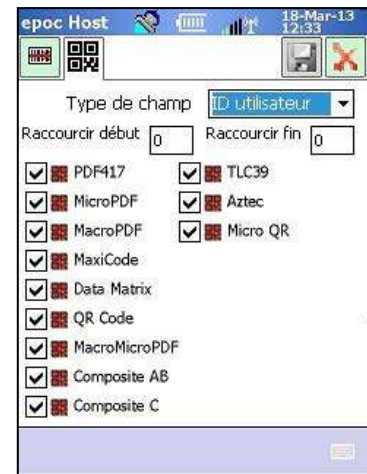 epoc Host 18-Mar-13
12:33
Type de champ ID utilisateur
Raccourcir début 0 Raccourcir fin 0
PDF417 TLC39
MicroPDF Aztec
MacroPDF Micro QR
MaxiCode
Data Matrix
QR Code
MacroMicroPDF
Composite AB
Composite C